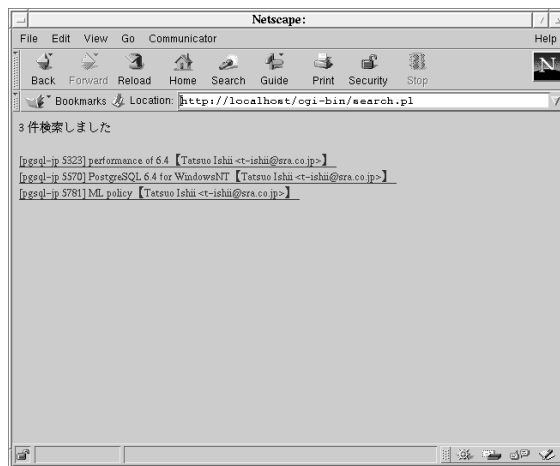 Netscape:
File Edit View Go Communicator Help
Back Forward Reload Home Search Guide Print Security Stop
N
Bookmarks Location: http://localhost/cgi-bin/search.pl
3 件検索しました
[pgsql-jp 5323] performance of 6.4【Tatsuo Ishii <t-ishii@sra.co.jp>】
[pgsql-jp 5570] PostgreSQL 6.4 for WindowsNT【Tatsuo Ishii <t-ishii@sra.co.jp>】
[pgsql-jp 5781] ML policy【Tatsuo Ishii <t-ishii@sra.co.jp>】